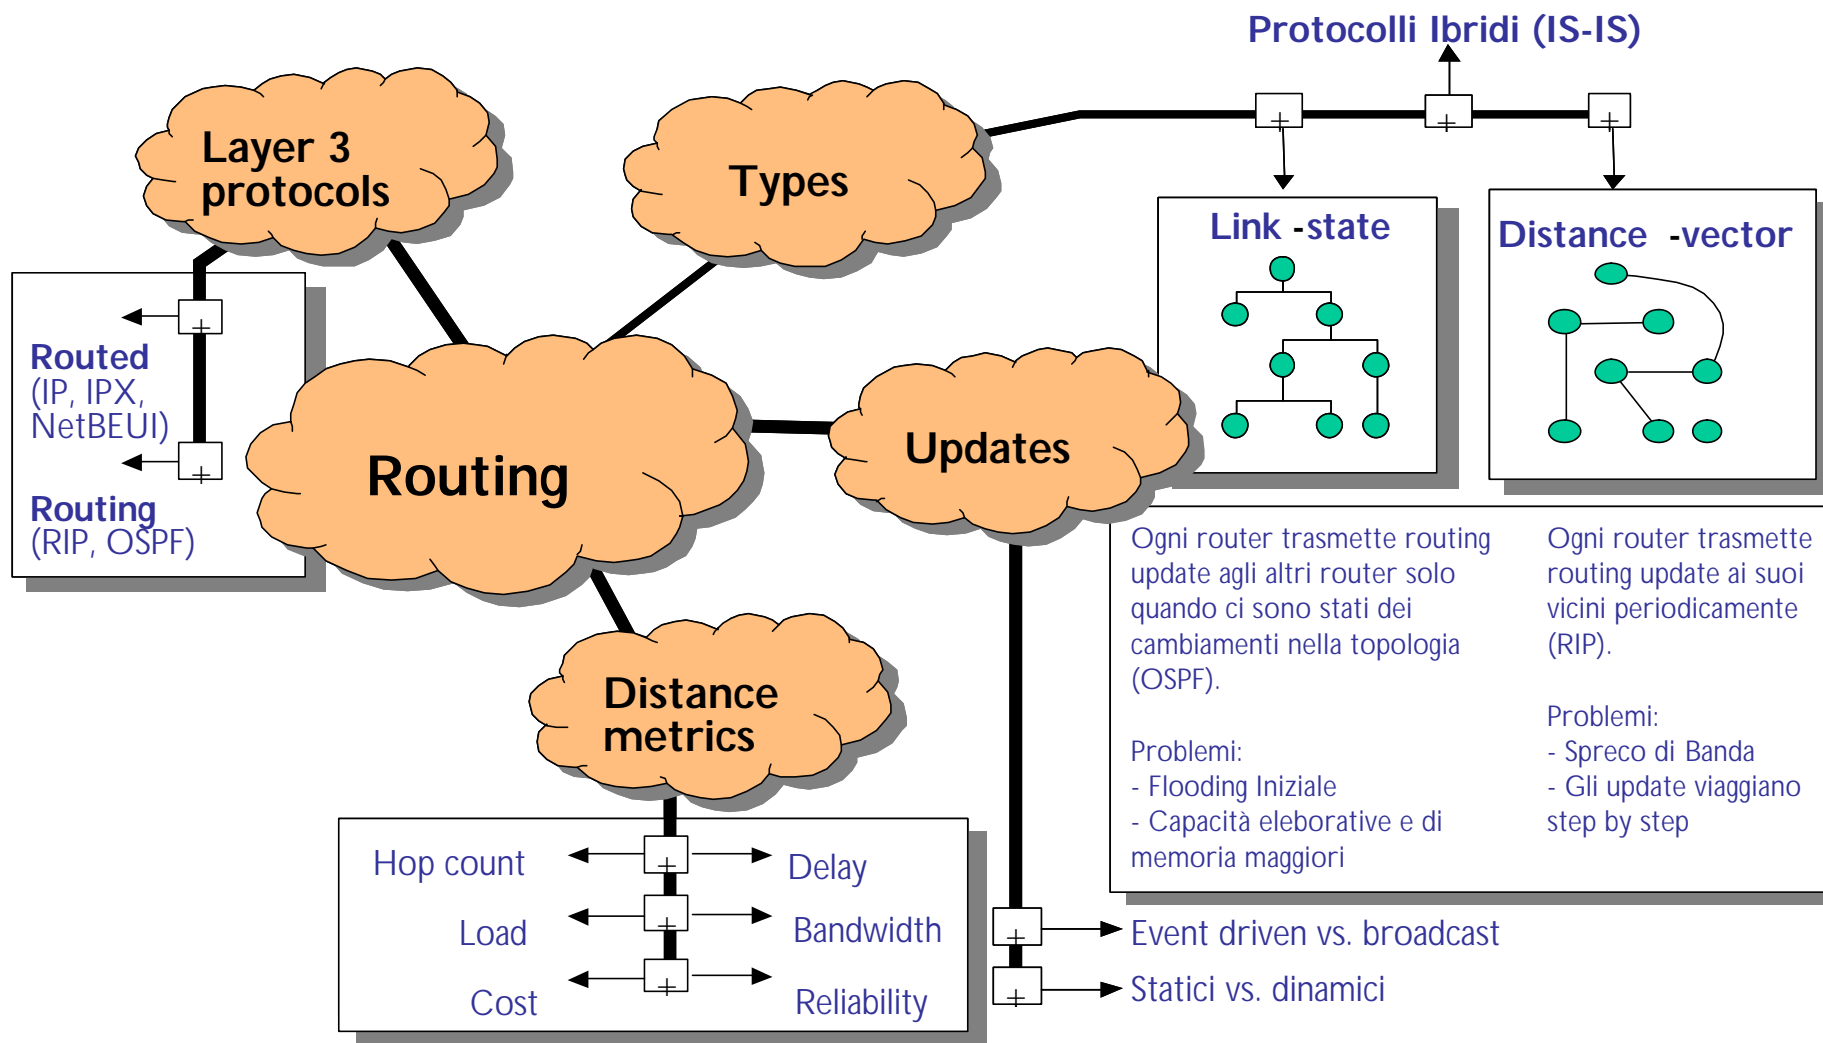 Protocolli Ibridi (IS-IS)
Layer 3
protocols
Types
Link -state
Distance -vector
Routed
(IP, IPX,
NetBEUI)
Routing
(RIP, OSPF)
Routing
Updates
Ogni router trasmette routing
update agli altri router solo
quando ci sono stati dei
cambiamenti nella topologia
(OSPF).
Problemi:
- Flooding Iniziale
- Capacità eleborative e di
memoria maggiori
Ogni router trasmette
routing update ai suoi
vicini periodicamente
(RIP).
Problemi:
- Spreco di Banda
- Gli update viaggiano
step by step
Distance
metrics
Hop count
Delay
Load
Bandwidth
Cost
Reliability
Event driven vs. broadcast
Statici vs. dinamici